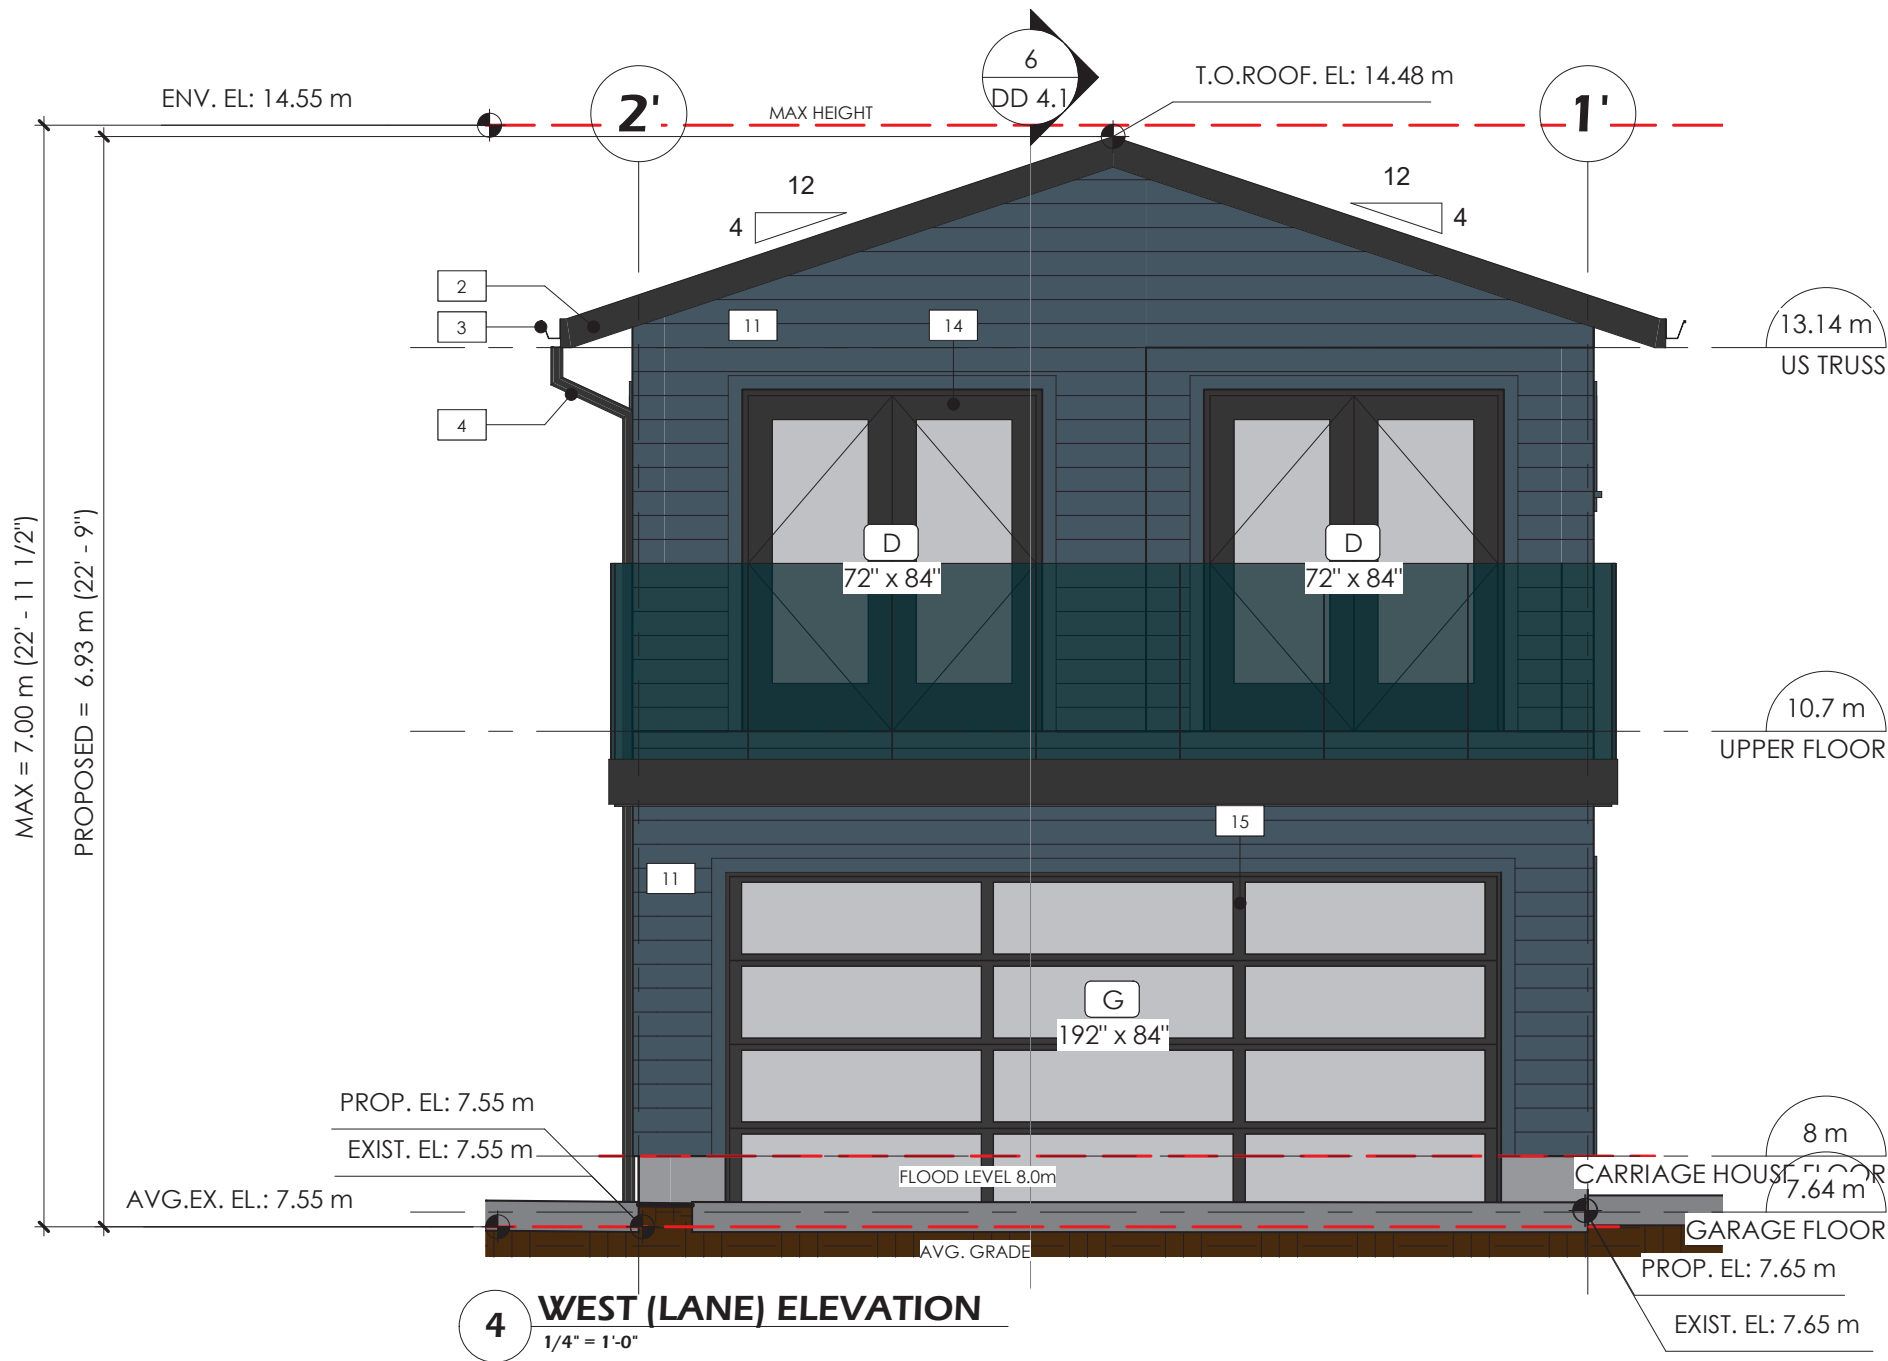 6
DD 4.1
T.O.ROOF. EL: 14.48 m
ENV. EL: 14.55 m
2'
MAX HEIGHT
1'
12
4
12
4
2
3
11
14
13.14 m
US TRUSS
4
D
72" x 84"
D
72" x 84"
MAX = 7.00 m (22' - 11 1/2")
PROPOSED = 6.93 m (22' - 9")
10.7 m
UPPER FLOOR
15
11
G
192" x 84"
PROP. EL: 7.55 m
EXIST. EL: 7.55 m
8 m
CARRIAGE HOUSE FLOOR
FLOOD LEVEL 8.0m
AVG.EX. EL.: 7.55 m
7.64 m
GARAGE FLOOR
AVG. GRADE
PROP. EL: 7.65 m
EXIST. EL: 7.65 m
4
WEST (LANE) ELEVATION
1/4" = 1'-0"